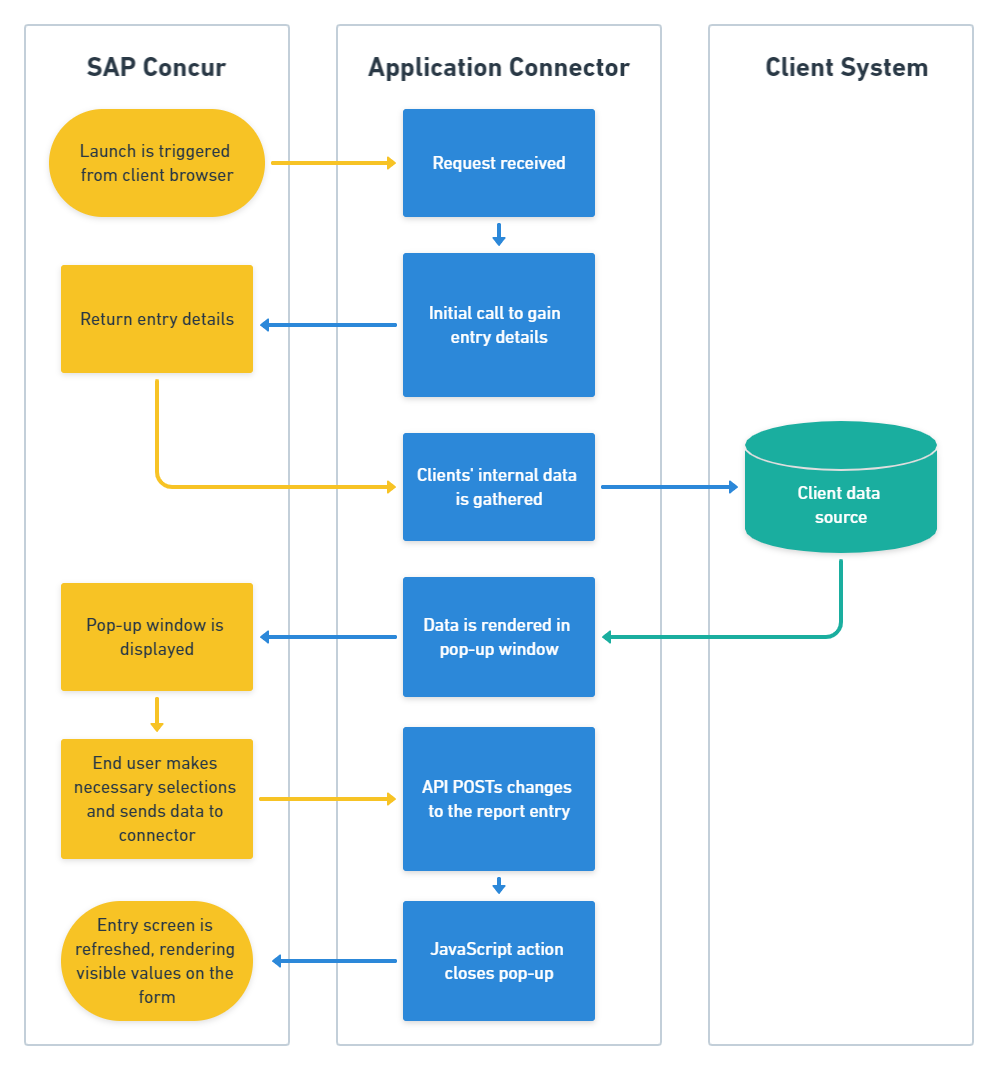 SAP Concur
Application Connector
Client System
Launch is triggered
from client browser
Request received
Return entry details
Initial call to gain
entry details
Clients' internal data
is gathered
Client data
source
Pop-up window is
displayed
Data is rendered in
pop-up window
End user makes
necessary selections
and sends data to
connector
API POSTs changes
to the report entry
Entry screen is
refreshed, rendering
visible values on the
form
JavaScript action
closes pop-up